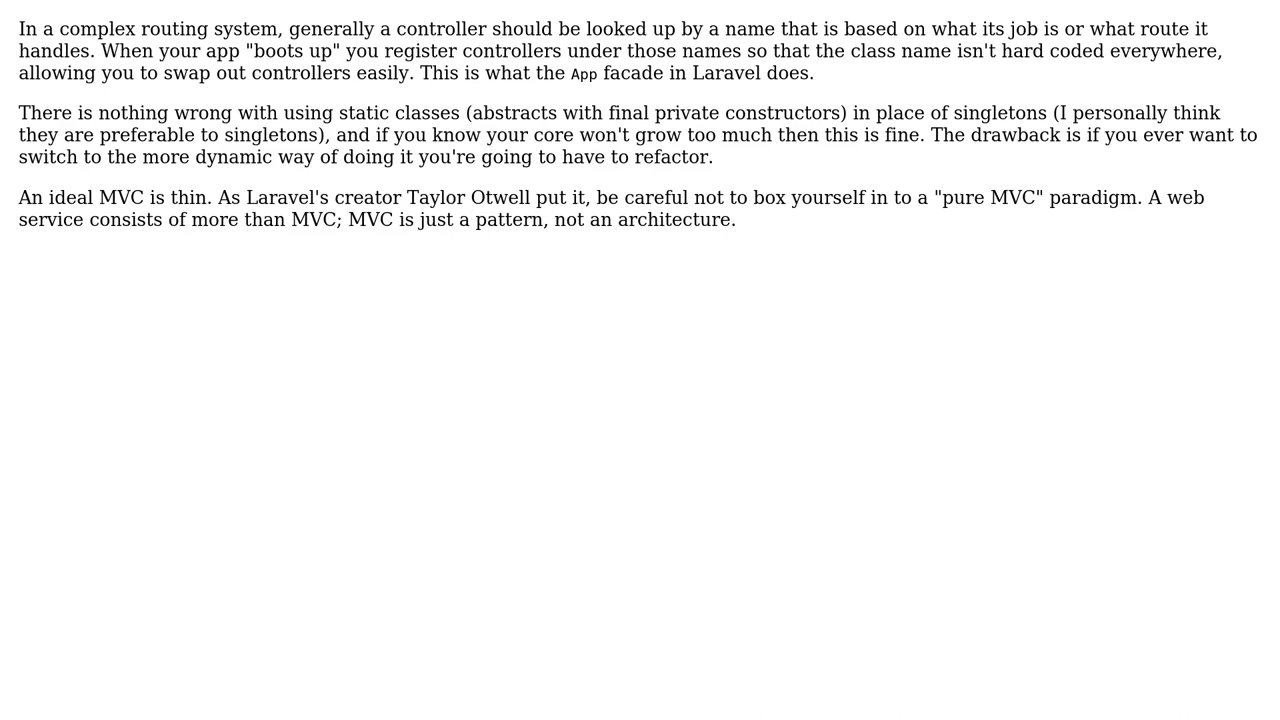 In a complex routing system, generally a controller should be looked up by a name that is based on what its job is or what route it
handles. When your app "boots up" you register controllers under those names so that the class name isn't hard coded everywhere,
allowing you to swap out controllers easily. This is what the App facade in Laravel does.
There is nothing wrong with using static classes (abstracts with final private constructors) in place of singletons (I personally think
they are preferable to singletons), and if you know your core won't grow too much then this is fine. The drawback is if you ever want to
switch to the more dynamic way of doing it you're going to have to refactor.
An ideal MVC is thin. As Laravel's creator Taylor Otwell put it, be careful not to box yourself in to a "pure MVC" paradigm. A web
service consists of more than MVC; MVC is just a pattern, not an architecture.